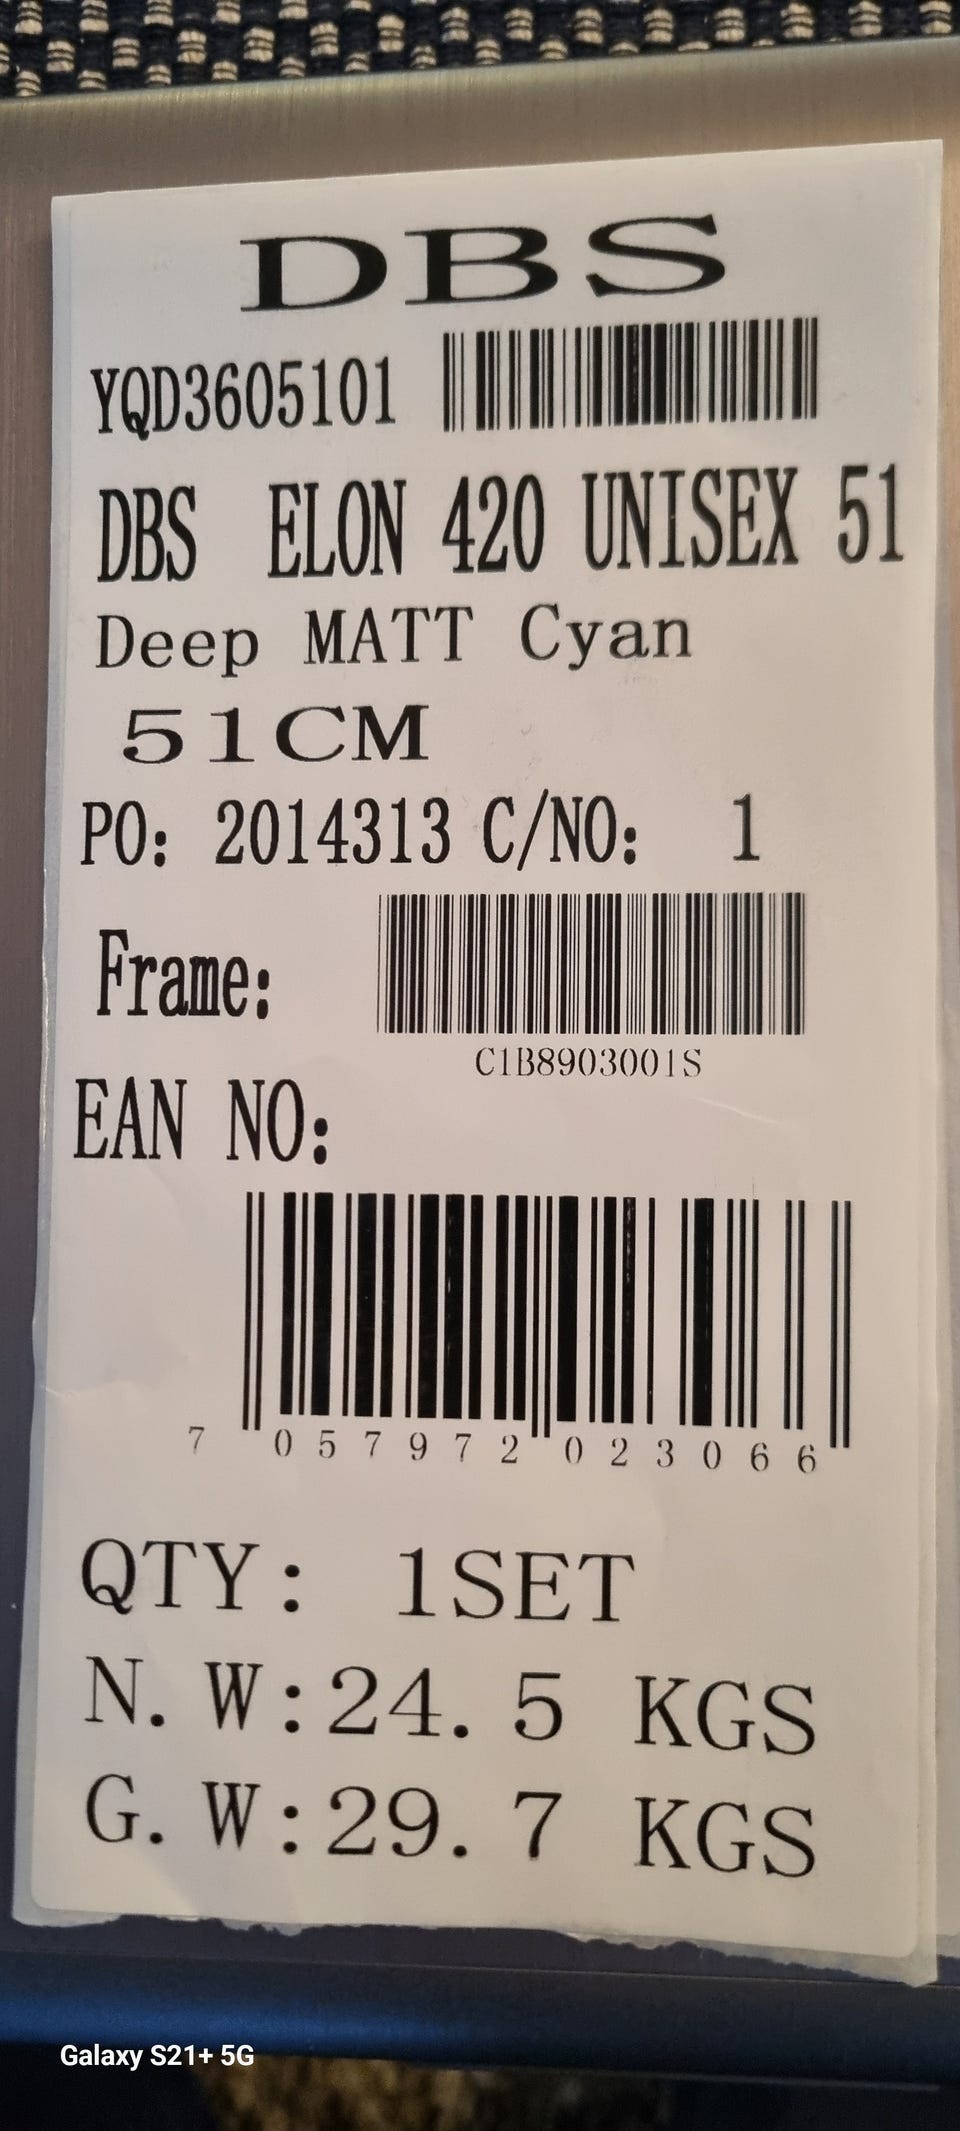 DBS
YQD3605101
DBS ELON 420 UNISEX 51
Deep MATT Cyan
51CM
PO: 2014313 C/NO: 1
Frame:
C1B8903001S
EAN NO:
7 057972 023066
QTY: 1SET
N. W:24. 5 KGS
G. W:29. 7 KGS
Galaxy S21+ 5G